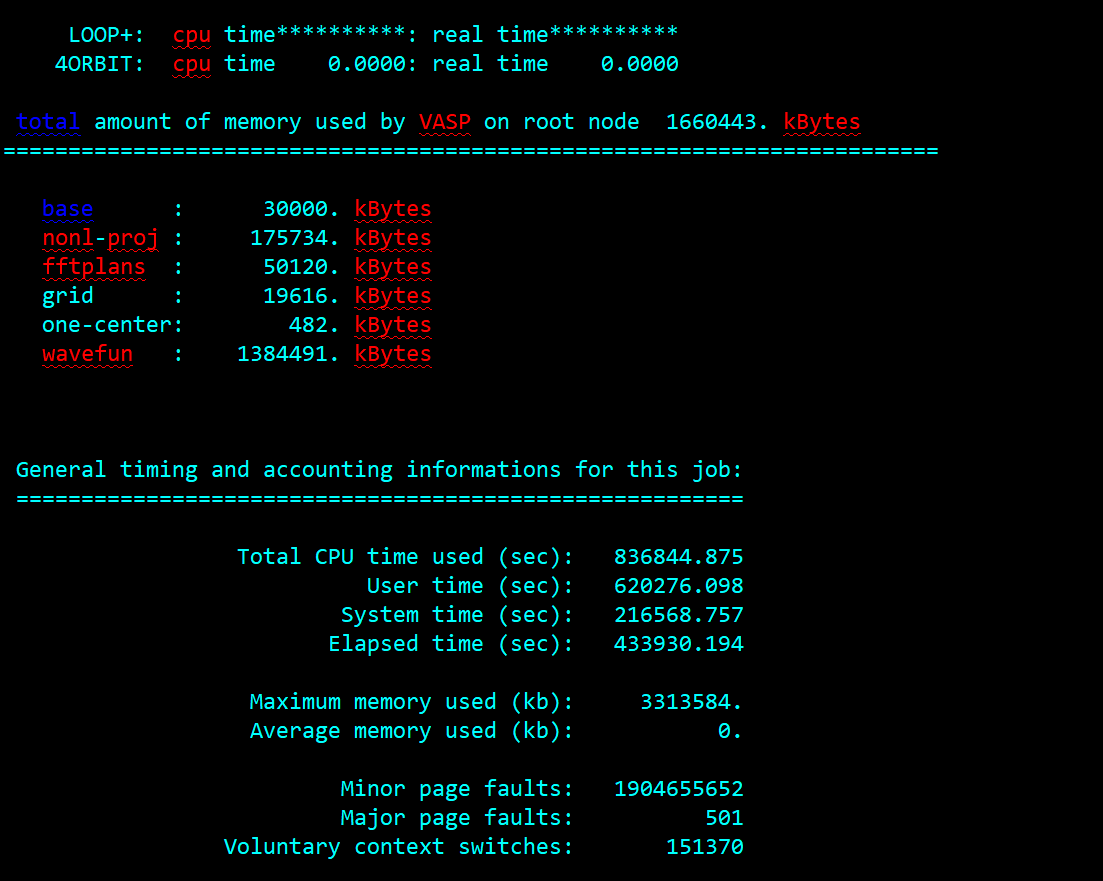 LOOP+:  cpu time**********: real time**********
4ORBIT:  cpu time    0.0000: real time    0.0000
total amount of memory used by VASP on root node  1660443. kBytes
========================================================================
base      :      30000. kBytes
nonl-proj :     175734. kBytes
fftplans  :      50120. kBytes
grid      :      19616. kBytes
one-center:        482. kBytes
wavefun   :    1384491. kBytes
General timing and accounting informations for this job:
========================================================
Total CPU time used (sec):   836844.875
User time (sec):   620276.098
System time (sec):   216568.757
Elapsed time (sec):   433930.194
Maximum memory used (kb):     3313584.
Average memory used (kb):           0.
Minor page faults:   1904655652
Major page faults:          501
Voluntary context switches:       151370